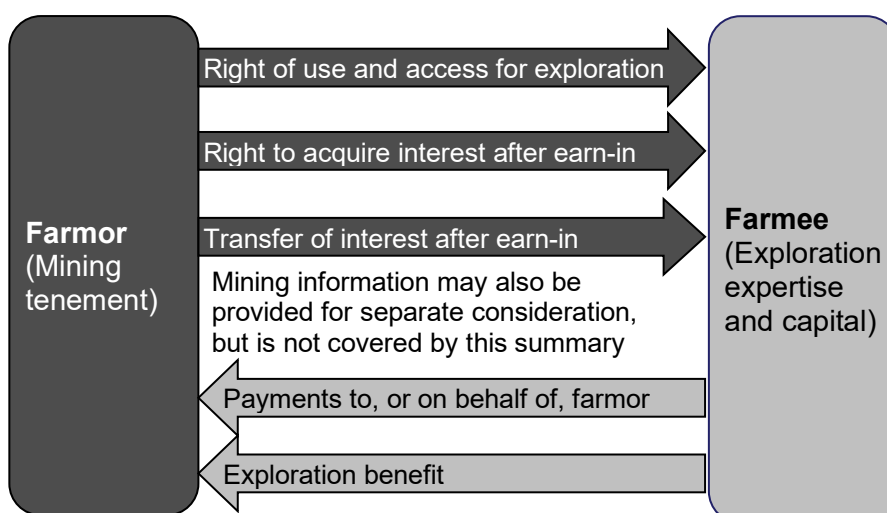 Right of use and access for exploration
Right to acquire interest after earn-in
Farmor
(Mining
tenement)
Transfer of interest after earn-in
Mining information may also be
provided for separate consideration,
but is not covered by this summary
Payments to, or on behalf of, farmor
Exploration benefit
Farmee
(Exploration
expertise
and capital)